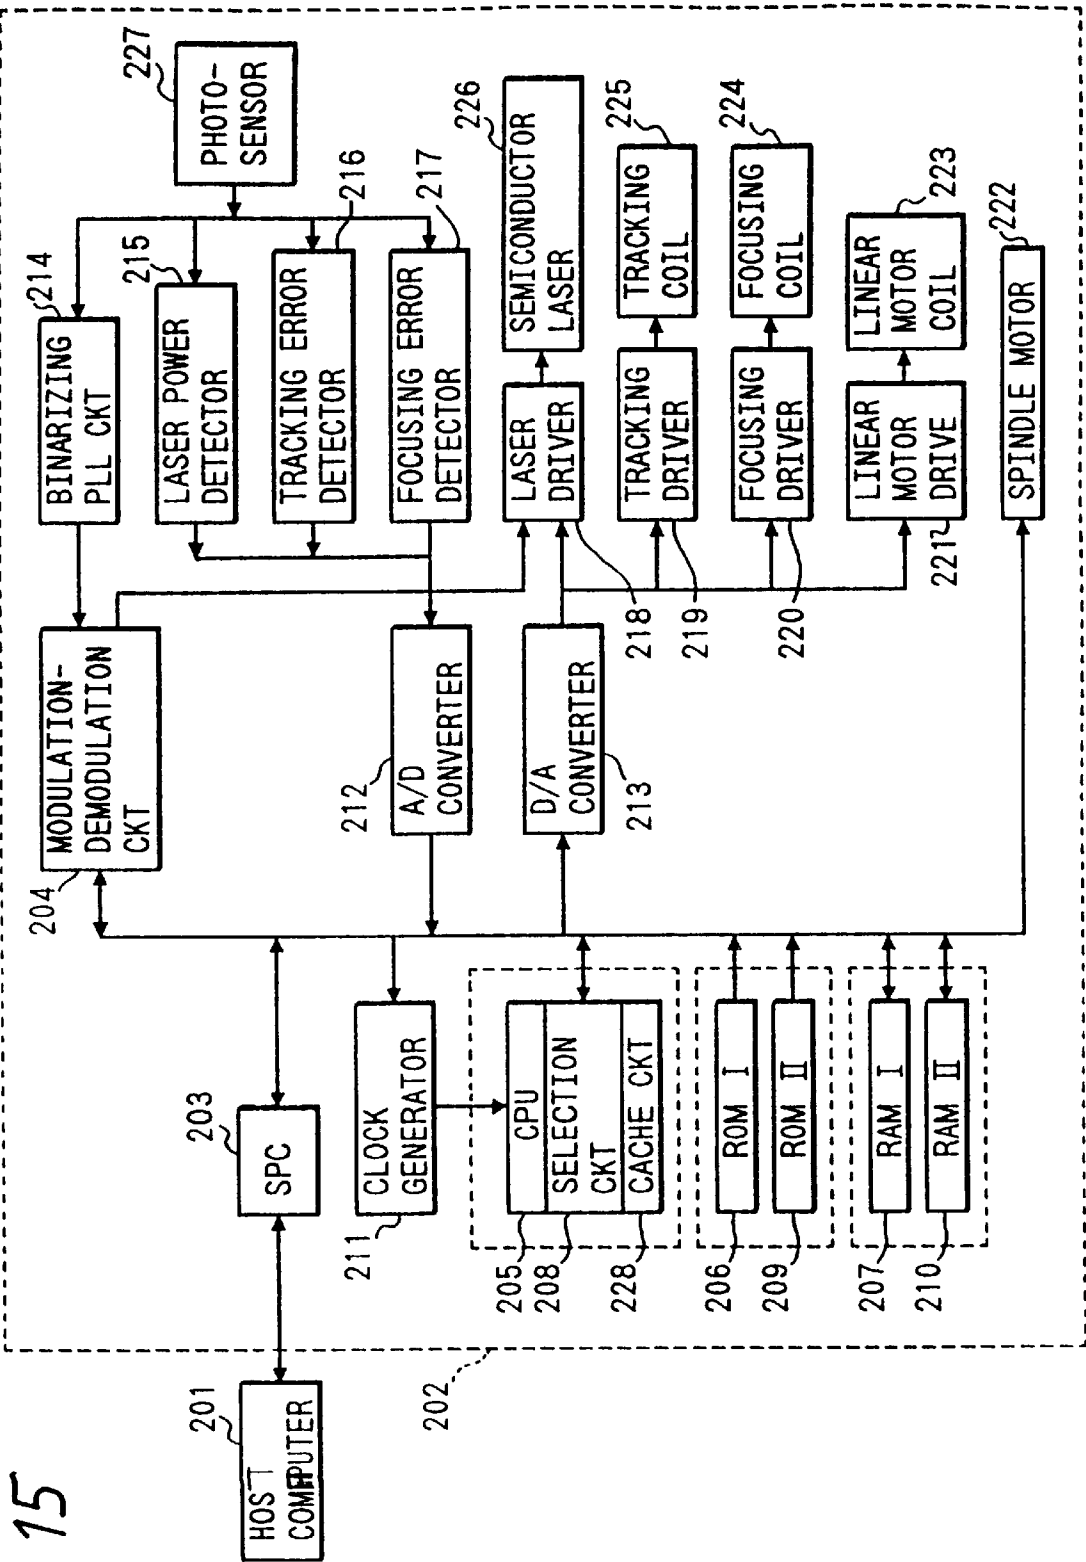 15
201
HOST
COMPUTER
202
203
SPC
204
MODULATION-
DEMODULATION
CKT
214
BINARIZING
PLL CKT
227
PHOTO-
SENSOR
215
LASER POWER
DETECTOR
216
TRACKING ERROR
DETECTOR
217
FOCUSING ERROR
DETECTOR
211
CLOCK
GENERATOR
212
A/D
CONVERTER
D/A
CONVERTER
213
LASER
DRIVER
218
226
SEMICONDUCTOR
LASER
TRACKING
DRIVER
219
225
TRACKING
COIL
FOCUSING
DRIVER
220
224
FOCUSING
COIL
LINEAR
MOTOR
DRIVE
221
223
LINEAR
MOTOR
COIL
222
SPINDLE MOTOR
205
CPU
208
SELECTION
CKT
228
CACHE CKT
206
ROM I
209
ROM II
207
RAM I
210
RAM II